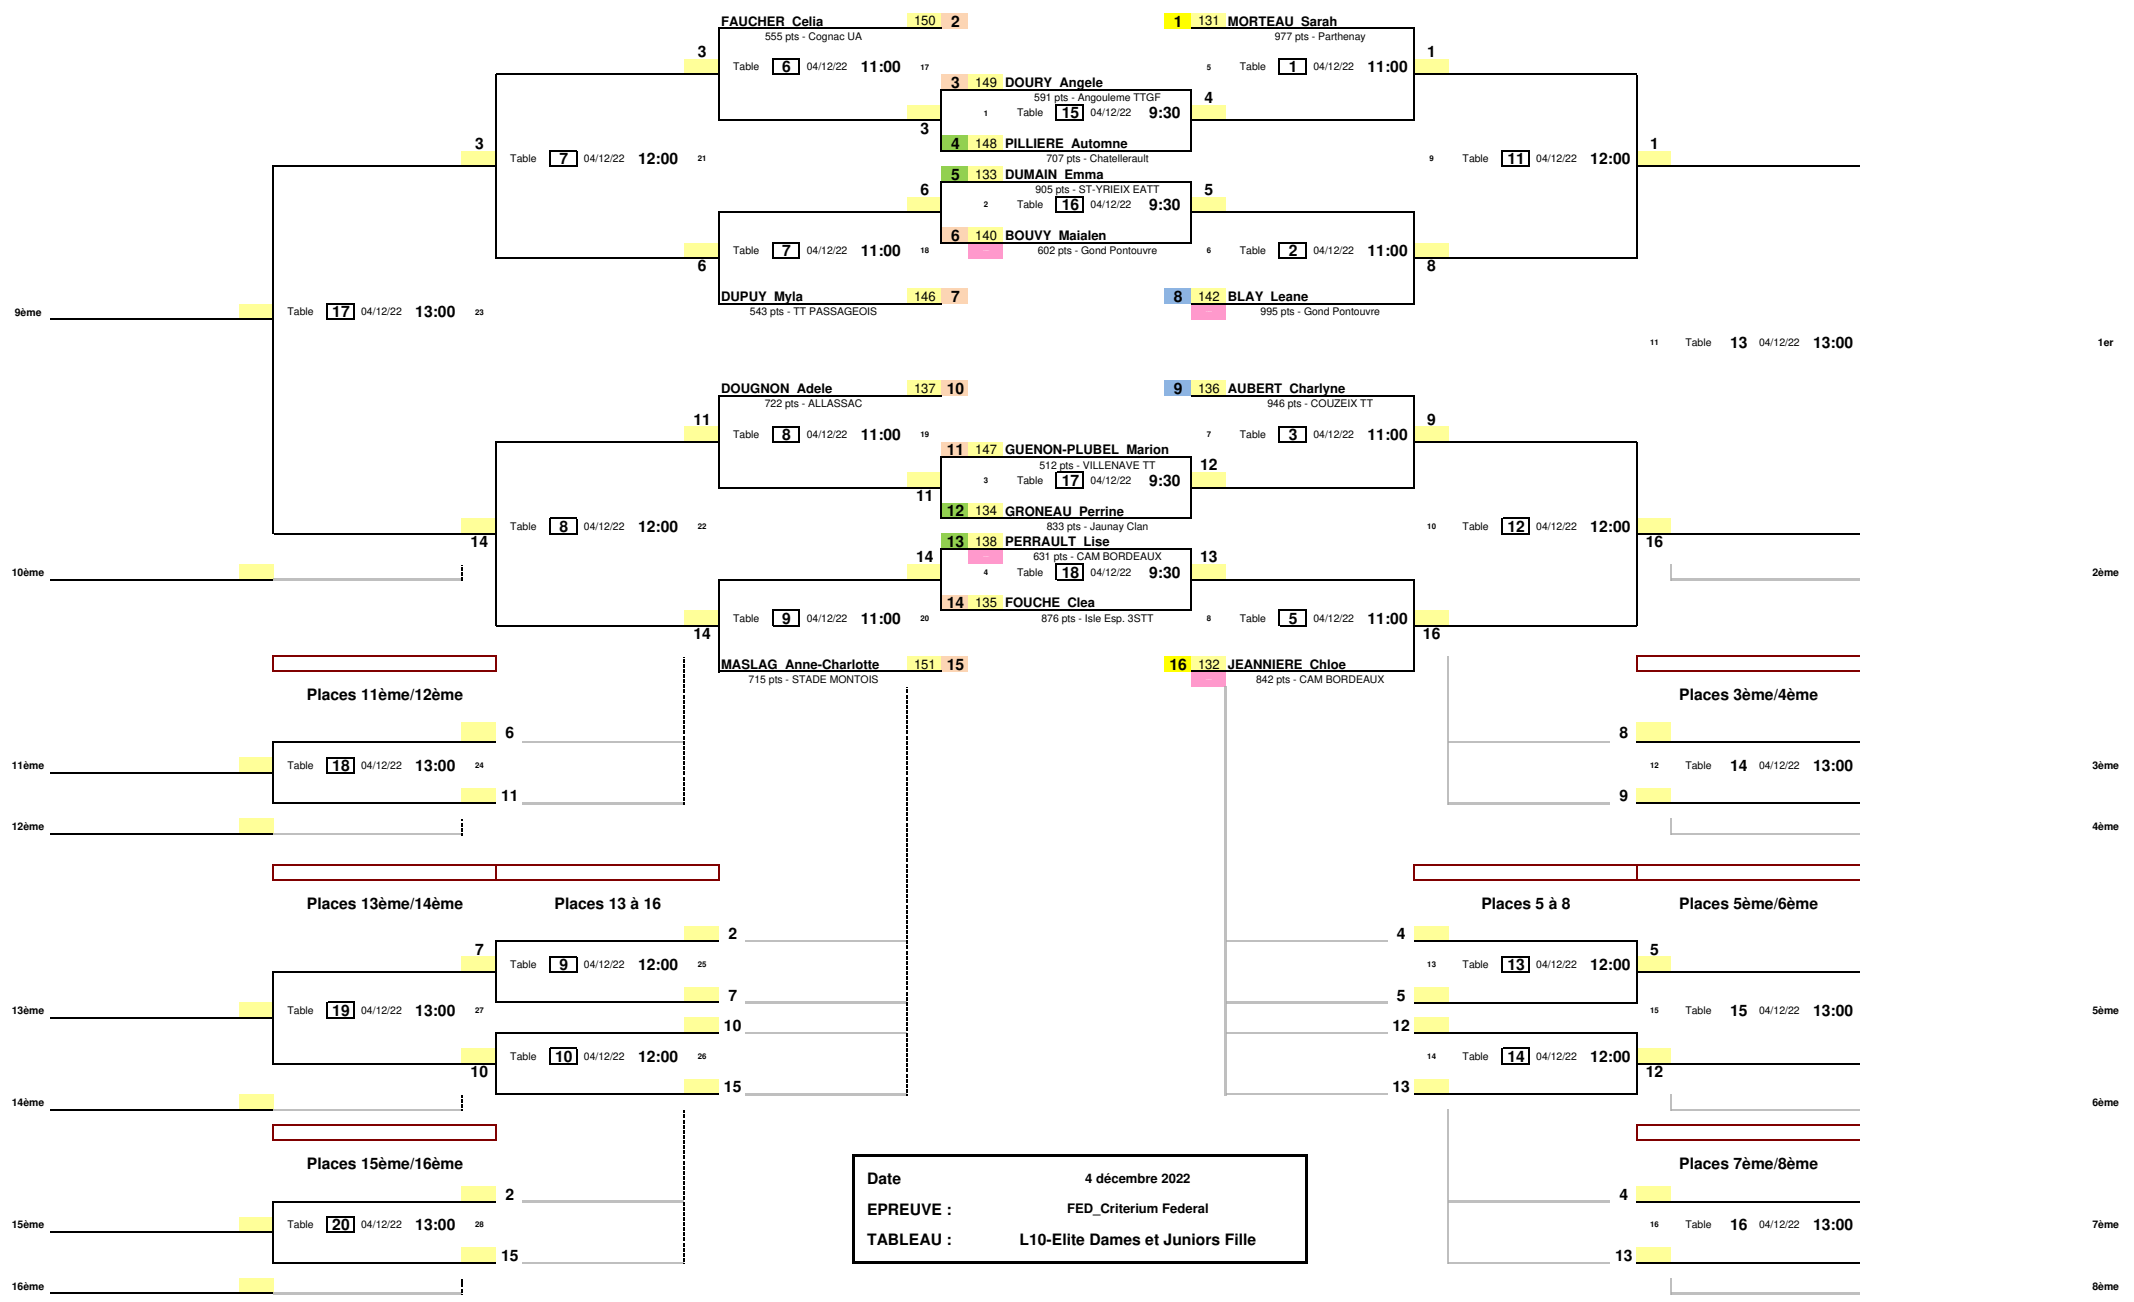 FAUCHER Celia 150 2 1 131 MORTEAU Sarah
555 pts - Cognac UA 977 pts - Parthenay
3 1
Table 6 04/12/22 11:00 17 5 Table 1 04/12/22 11:00
3 149 DOURY Angele
591 pts - Angouleme TTGF 4
1 Table 15 04/12/22 9:30
3
4 148 PILLIERE Automne
3 1
707 pts - Chatellerault
Table 7 04/12/22 12:00 21 9 Table 11 04/12/22 12:00
5 133 DUMAIN Emma
6 905 pts - ST-YRIEIX EATT 5
2 Table 16 04/12/22 9:30
6 140 BOUVY Maialen
Table 7 04/12/22 11:00 18 602 pts - Gond Pontouvre 6 Table 2 04/12/22 11:00
6 8
DUPUY Myla 146 7 8 142 BLAY Leane
9ème Table 17 04/12/22 13:00 23 543 pts - TT PASSAGEOIS 995 pts - Gond Pontouvre
11 Table 13 04/12/22 13:00 1er
DOUGNON Adele 137 10 9 136 AUBERT Charlyne
722 pts - ALLASSAC 946 pts - COUZEIX TT
11 9
Table 8 04/12/22 11:00 19 7 Table 3 04/12/22 11:00
11 147 GUENON-PLUBEL Marion
512 pts - VILLENAVE TT 12
3 Table 17 04/12/22 9:30
11
12 134 GRONEAU Perrine
Table 8 04/12/22 12:00 22 833 pts - Jaunay Clan 10 Table 12 04/12/22 12:00
14 13 138 PERRAULT Lise 16
14 631 pts - CAM BORDEAUX 13
10ème 4 Table 18 04/12/22 9:30 2ème
14 135 FOUCHE Clea
Table 9 04/12/22 11:00 20 876 pts - Isle Esp. 3STT 8 Table 5 04/12/22 11:00
14 16
MASLAG Anne-Charlotte 151 15 16 132 JEANNIERE Chloe
715 pts - STADE MONTOIS 842 pts - CAM BORDEAUX
Places 11ème/12ème Places 3ème/4ème
6 8
11ème Table 18 04/12/22 13:00 24 12 Table 14 04/12/22 13:00 3ème
11 9
12ème 4ème
Places 13ème/14ème Places 13 à 16 Places 5 à 8 Places 5ème/6ème
2 4
7 5
Table 9 04/12/22 12:00 25 13 Table 13 04/12/22 12:00
7 5
13ème Table 19 04/12/22 13:00 27 15 Table 15 04/12/22 13:00 5ème
10 12
Table 10 04/12/22 12:00 26 14 Table 14 04/12/22 12:00
10 12
15 13
14ème 6ème
Places 15ème/16ème Places 7ème/8ème
Date 4 décembre 2022
2 4
EPREUVE : FED_Criterium Federal
15ème Table 20 04/12/22 13:00 28 16 Table 16 04/12/22 13:00 7ème
TABLEAU : L10-Elite Dames et Juniors Fille
15 13
16ème 8ème